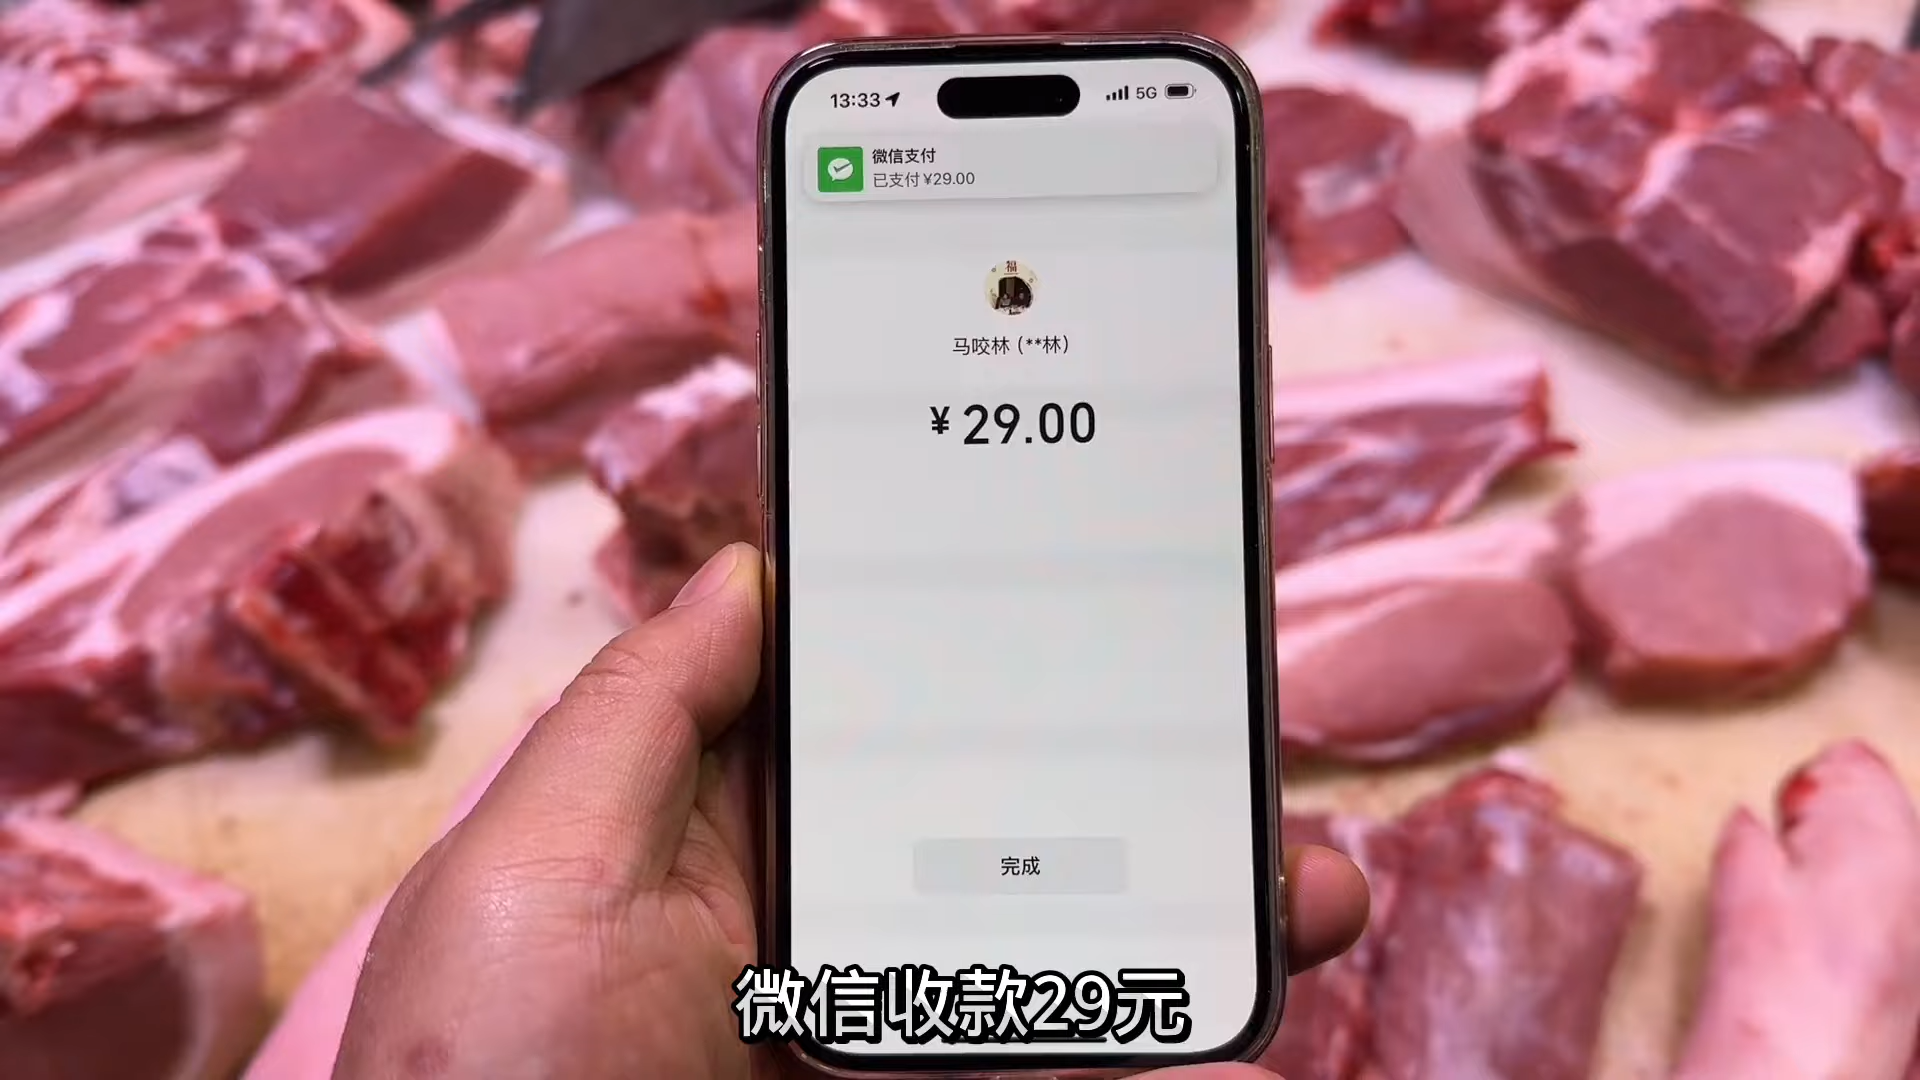 13:33
5G
微信支付
已支付¥29.00
福
马咬林 (**林)
¥29.00
完成
微信收款29元